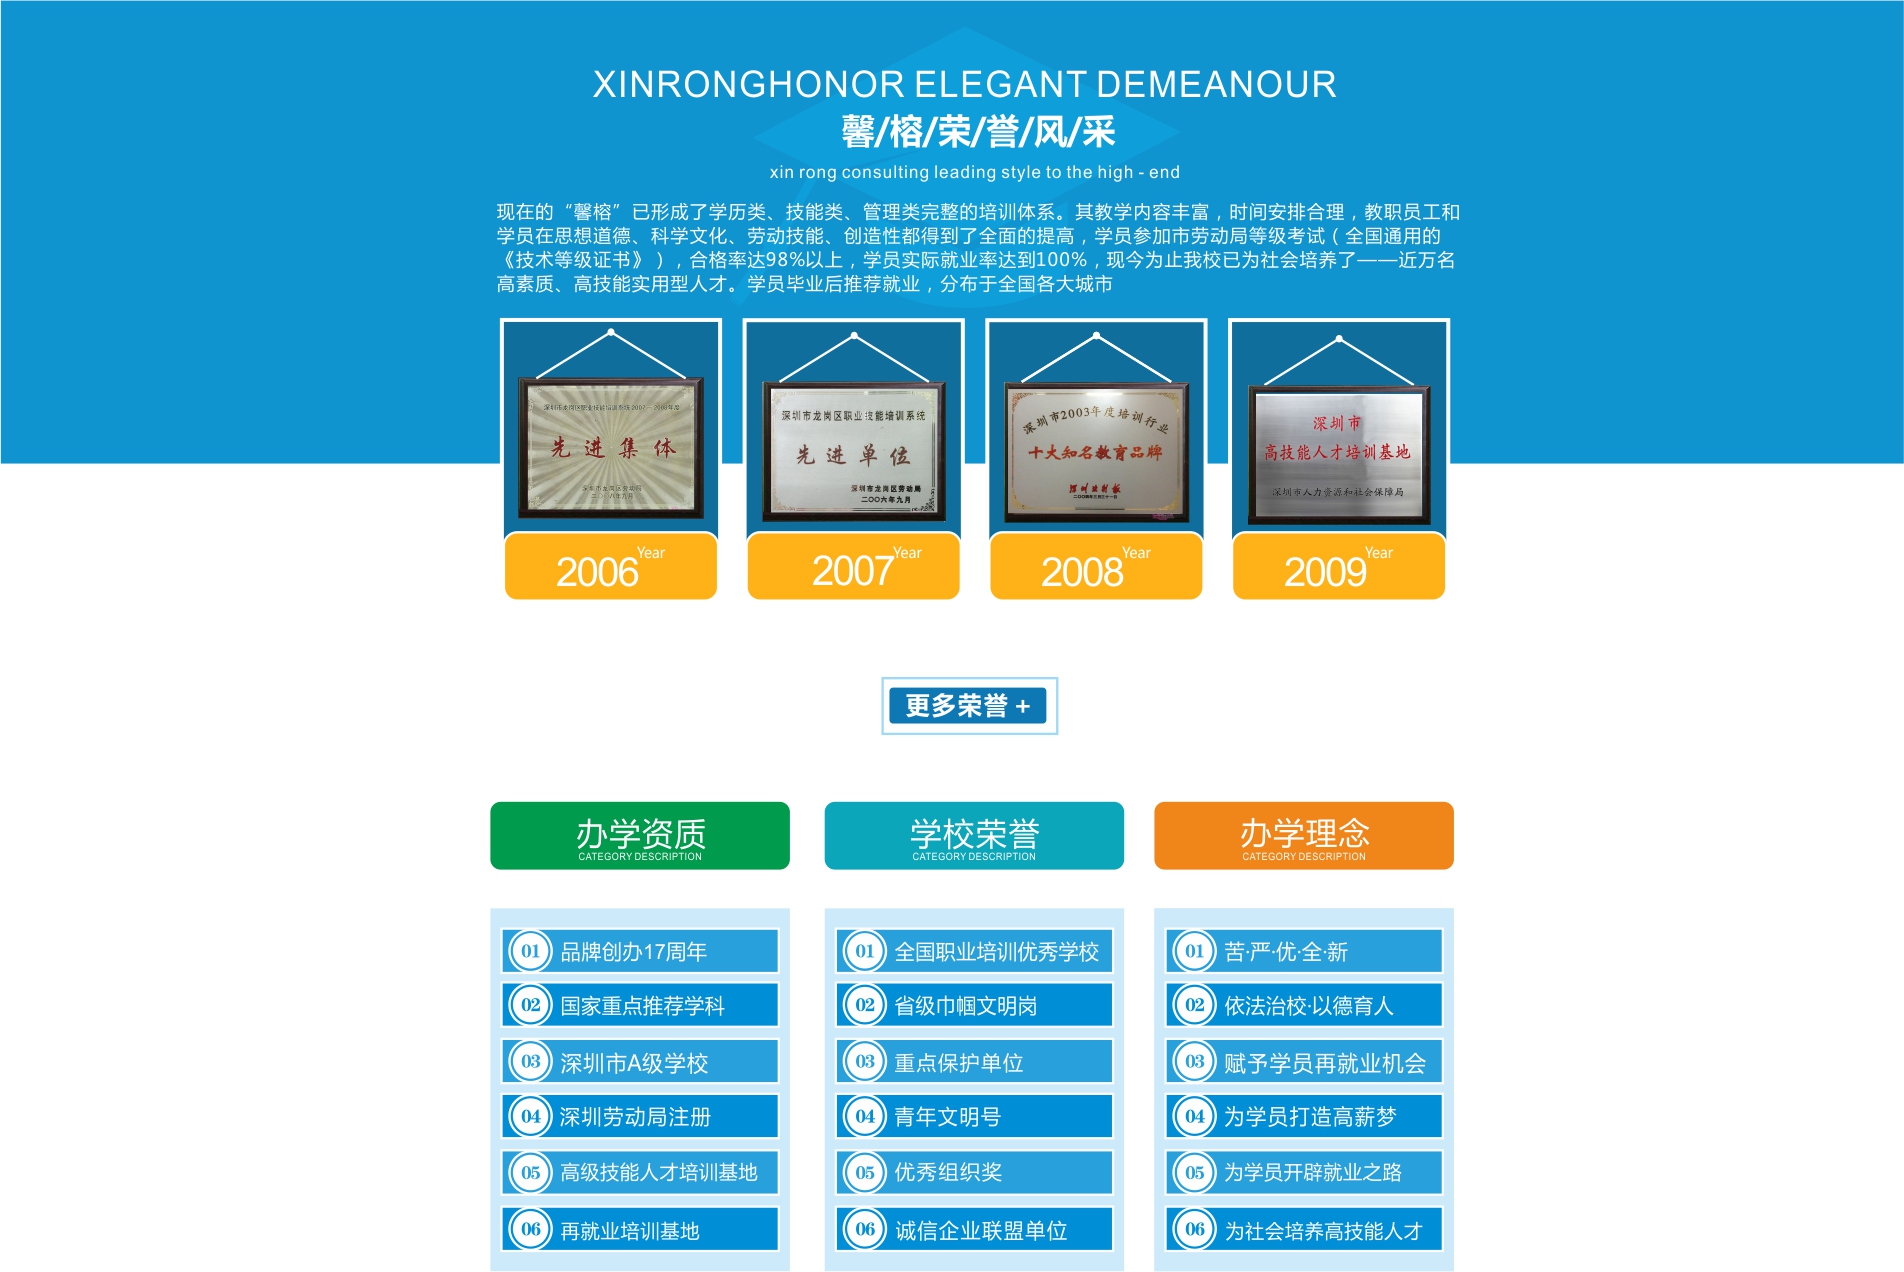 XINRONGHONOR ELEGANT DEMEANOUR
馨/榕/荣/誉/风/采
xin rong consulting leading style to the high - end
现在的“馨榕”已形成了学历类、技能类、管理类完整的培训体系。其教学内容丰富，时间安排合理，教职员工和
学员在思想道德、科学文化、劳动技能、创造性都得到了全面的提高，学员参加市劳动局等级考试（全国通用的
《技术等级证书》），合格率达98%以上，学员实际就业率达到100%，现今为止我校已为社会培养了——近万名
高素质、高技能实用型人才。学员毕业后推荐就业，分布于全国各大城市
深圳市龙岗区职业技能培训系统2007—2008年度
先进集体
深圳市龙岗区劳动局
二〇〇八年九月
2006 Year
深圳市龙岗区职业技能培训系统
先进单位
深圳市龙岗区劳动局
二〇〇六年九月
2007 Year
深圳市2003年度培训行业
十大知名教育品牌
2008 Year
深圳市
高技能人才培训基地
深圳市人力资源和社会保障局
2009 Year
更多荣誉 +
办学资质
CATEGORY DESCRIPTION
01 品牌创办17周年
02 国家重点推荐学科
03 深圳市A级学校
04 深圳劳动局注册
05 高级技能人才培训基地
06 再就业培训基地
学校荣誉
CATEGORY DESCRIPTION
01 全国职业培训优秀学校
02 省级巾帼文明岗
03 重点保护单位
04 青年文明号
05 优秀组织奖
06 诚信企业联盟单位
办学理念
CATEGORY DESCRIPTION
01 苦·严·优·全·新
02 依法治校·以德育人
03 赋予学员再就业机会
04 为学员打造高薪梦
05 为学员开辟就业之路
06 为社会培养高技能人才